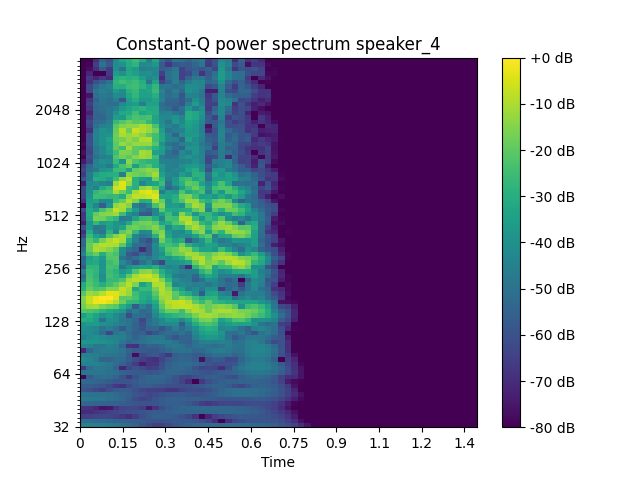 Constant-Q power spectrum speaker_4
Hz
2048
1024
512
256
128
64
32
0 0.15 0.3 0.45 0.6 0.75 0.9 1.1 1.2 1.4
Time
+0 dB
-10 dB
-20 dB
-30 dB
-40 dB
-50 dB
-60 dB
-70 dB
-80 dB